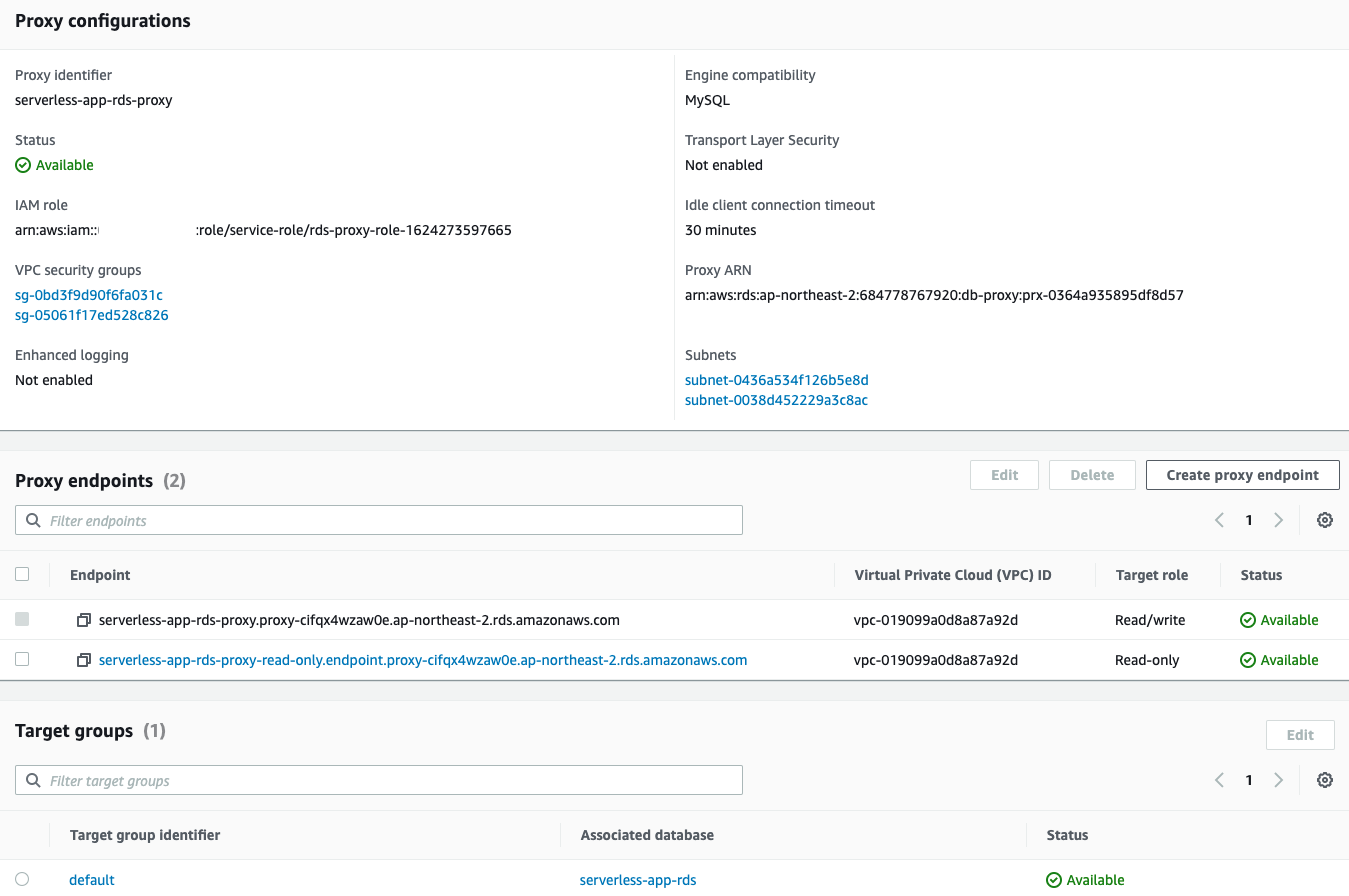 Proxy configurations
Proxy identifier
serverless-app-rds-proxy
Status
Available
IAM role
arn:aws:iam:: :role/service-role/rds-proxy-role-1624273597665
VPC security groups
sg-0bd3f9d90f6fa031c
sg-05061f17ed528c826
Enhanced logging
Not enabled
Engine compatibility
MySQL
Transport Layer Security
Not enabled
Idle client connection timeout
30 minutes
Proxy ARN
arn:aws:rds:ap-northeast-2:684778767920:db-proxy:prx-0364a935895df8d57
Subnets
subnet-0436a534f126b5e8d
subnet-0038d452229a3c8ac
Proxy endpoints (2)
Edit Delete Create proxy endpoint
Filter endpoints
1
Endpoint Virtual Private Cloud (VPC) ID Target role Status
serverless-app-rds-proxy.proxy-cifqx4wzaw0e.ap-northeast-2.rds.amazonaws.com vpc-019099a0d8a87a92d Read/write Available
serverless-app-rds-proxy-read-only.endpoint.proxy-cifqx4wzaw0e.ap-northeast-2.rds.amazonaws.com vpc-019099a0d8a87a92d Read-only Available
Target groups (1)
Edit
Filter target groups
1
Target group identifier Associated database Status
default serverless-app-rds Available